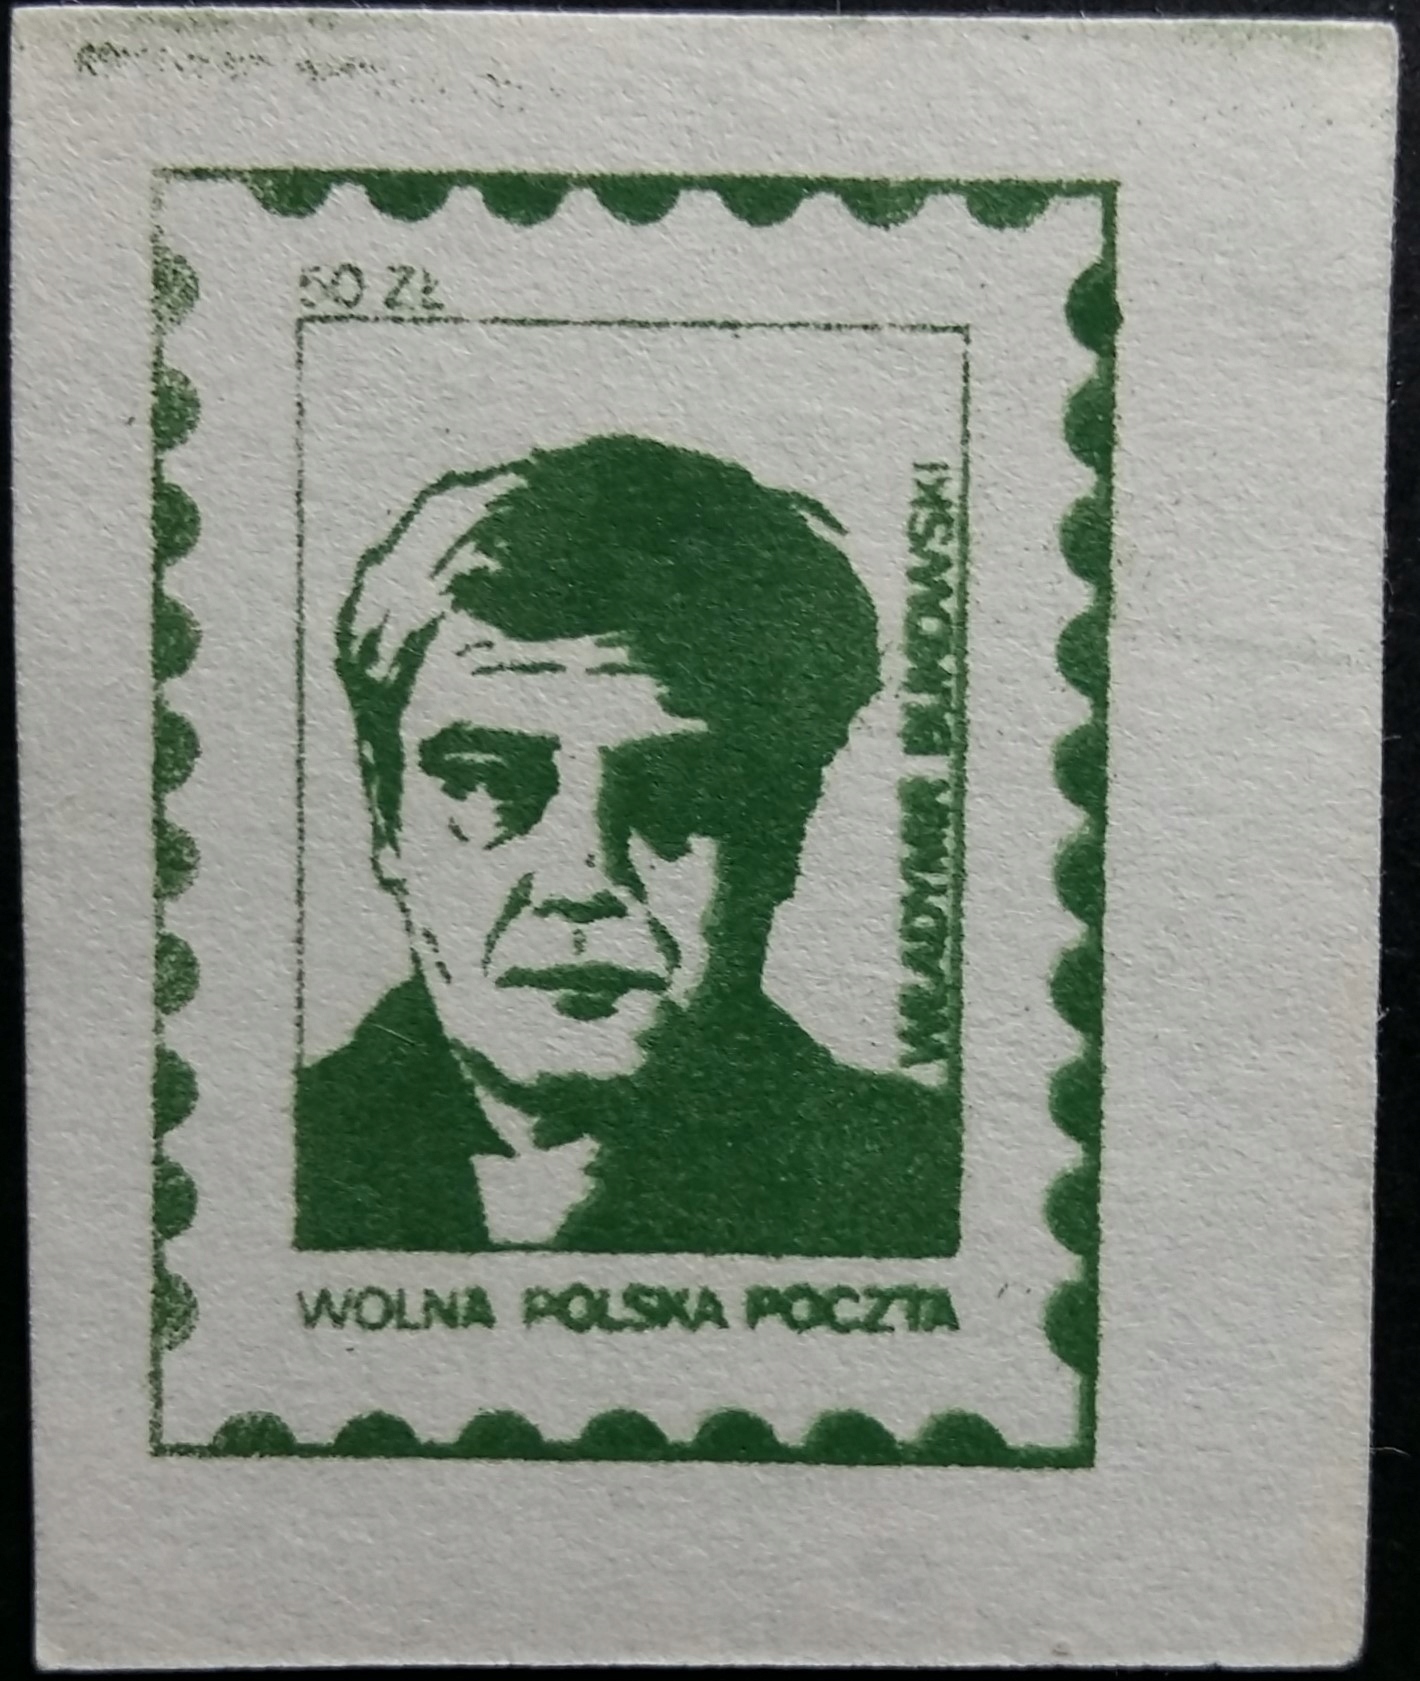 50 ZŁ
WŁADYMIR BUKOWSKI
WOLNA POLSKA POCZTA